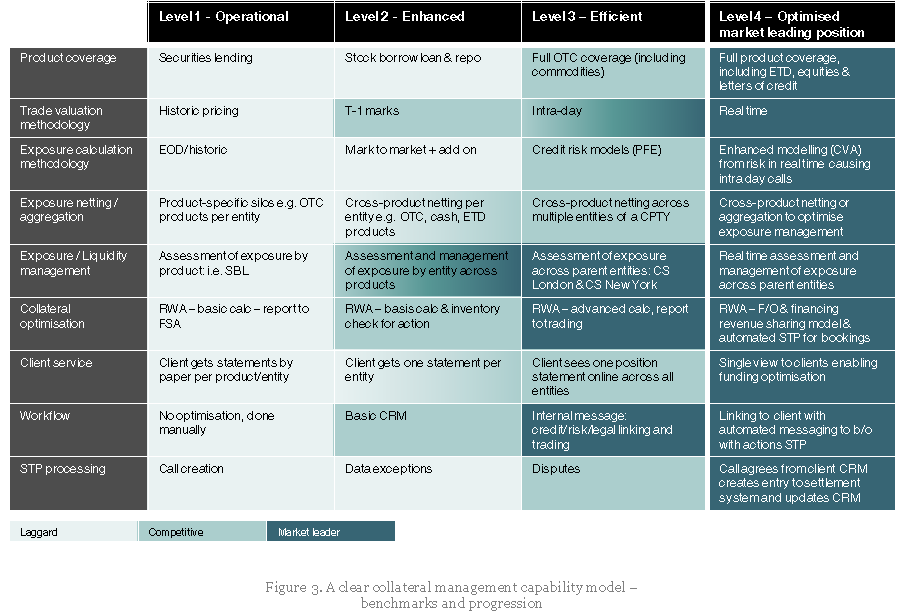 Level 1 - Operational
Level 2 - Enhanced
Level 3 – Efficient
Level 4 – Optimised
market leading position
Product coverage
Securities lending
Stock borrow loan & repo
Full OTC coverage (including
commodities)
Full product coverage,
including ETD, equities &
letters of credit
Trade valuation
methodology
Historic pricing
T-1 marks
Intra-day
Real time
Exposure calculation
methodology
EOD/historic
Mark to market + add on
Credit risk models (PFE)
Enhanced modelling (CVA)
from risk in real time causing
intra day calls
Exposure netting /
aggregation
Product-specific silos e.g. OTC
products per entity
Cross-product netting per
entity e.g. OTC, cash, ETD
products
Cross-product netting across
multiple entities of a CPTY
Cross-product netting or
aggregation to optimise
exposure management
Exposure / Liquidity
management
Assessment of exposure by
product: i.e. SBL
Assessment and management
of exposure by entity across
products
Assessment of exposure
across parent entities: CS
London & CS New York
Real time assessment and
management of exposure
across parent entities
Collateral
optimisation
RWA – basic calc – report to
FSA
RWA – basis calc & inventory
check for action
RWA – advanced calc, report
to trading
RWA – F/O & financing
revenue sharing model &
automated STP for bookings
Client service
Client gets statements by
paper per product/entity
Client gets one statement per
entity
Client sees one position
statement online across all
entities
Single view to clients enabling
funding optimisation
Workflow
No optimisation, done
manually
Basic CRM
Internal message:
credit/risk/legal linking and
trading
Linking to client with
automated messaging to b/o
with actions STP
STP processing
Call creation
Data exceptions
Disputes
Call agrees from client CRM
creates entry to settlement
system and updates CRM
Laggard
Competitive
Market leader
Figure 3. A clear collateral management capability model –
benchmarks and progression